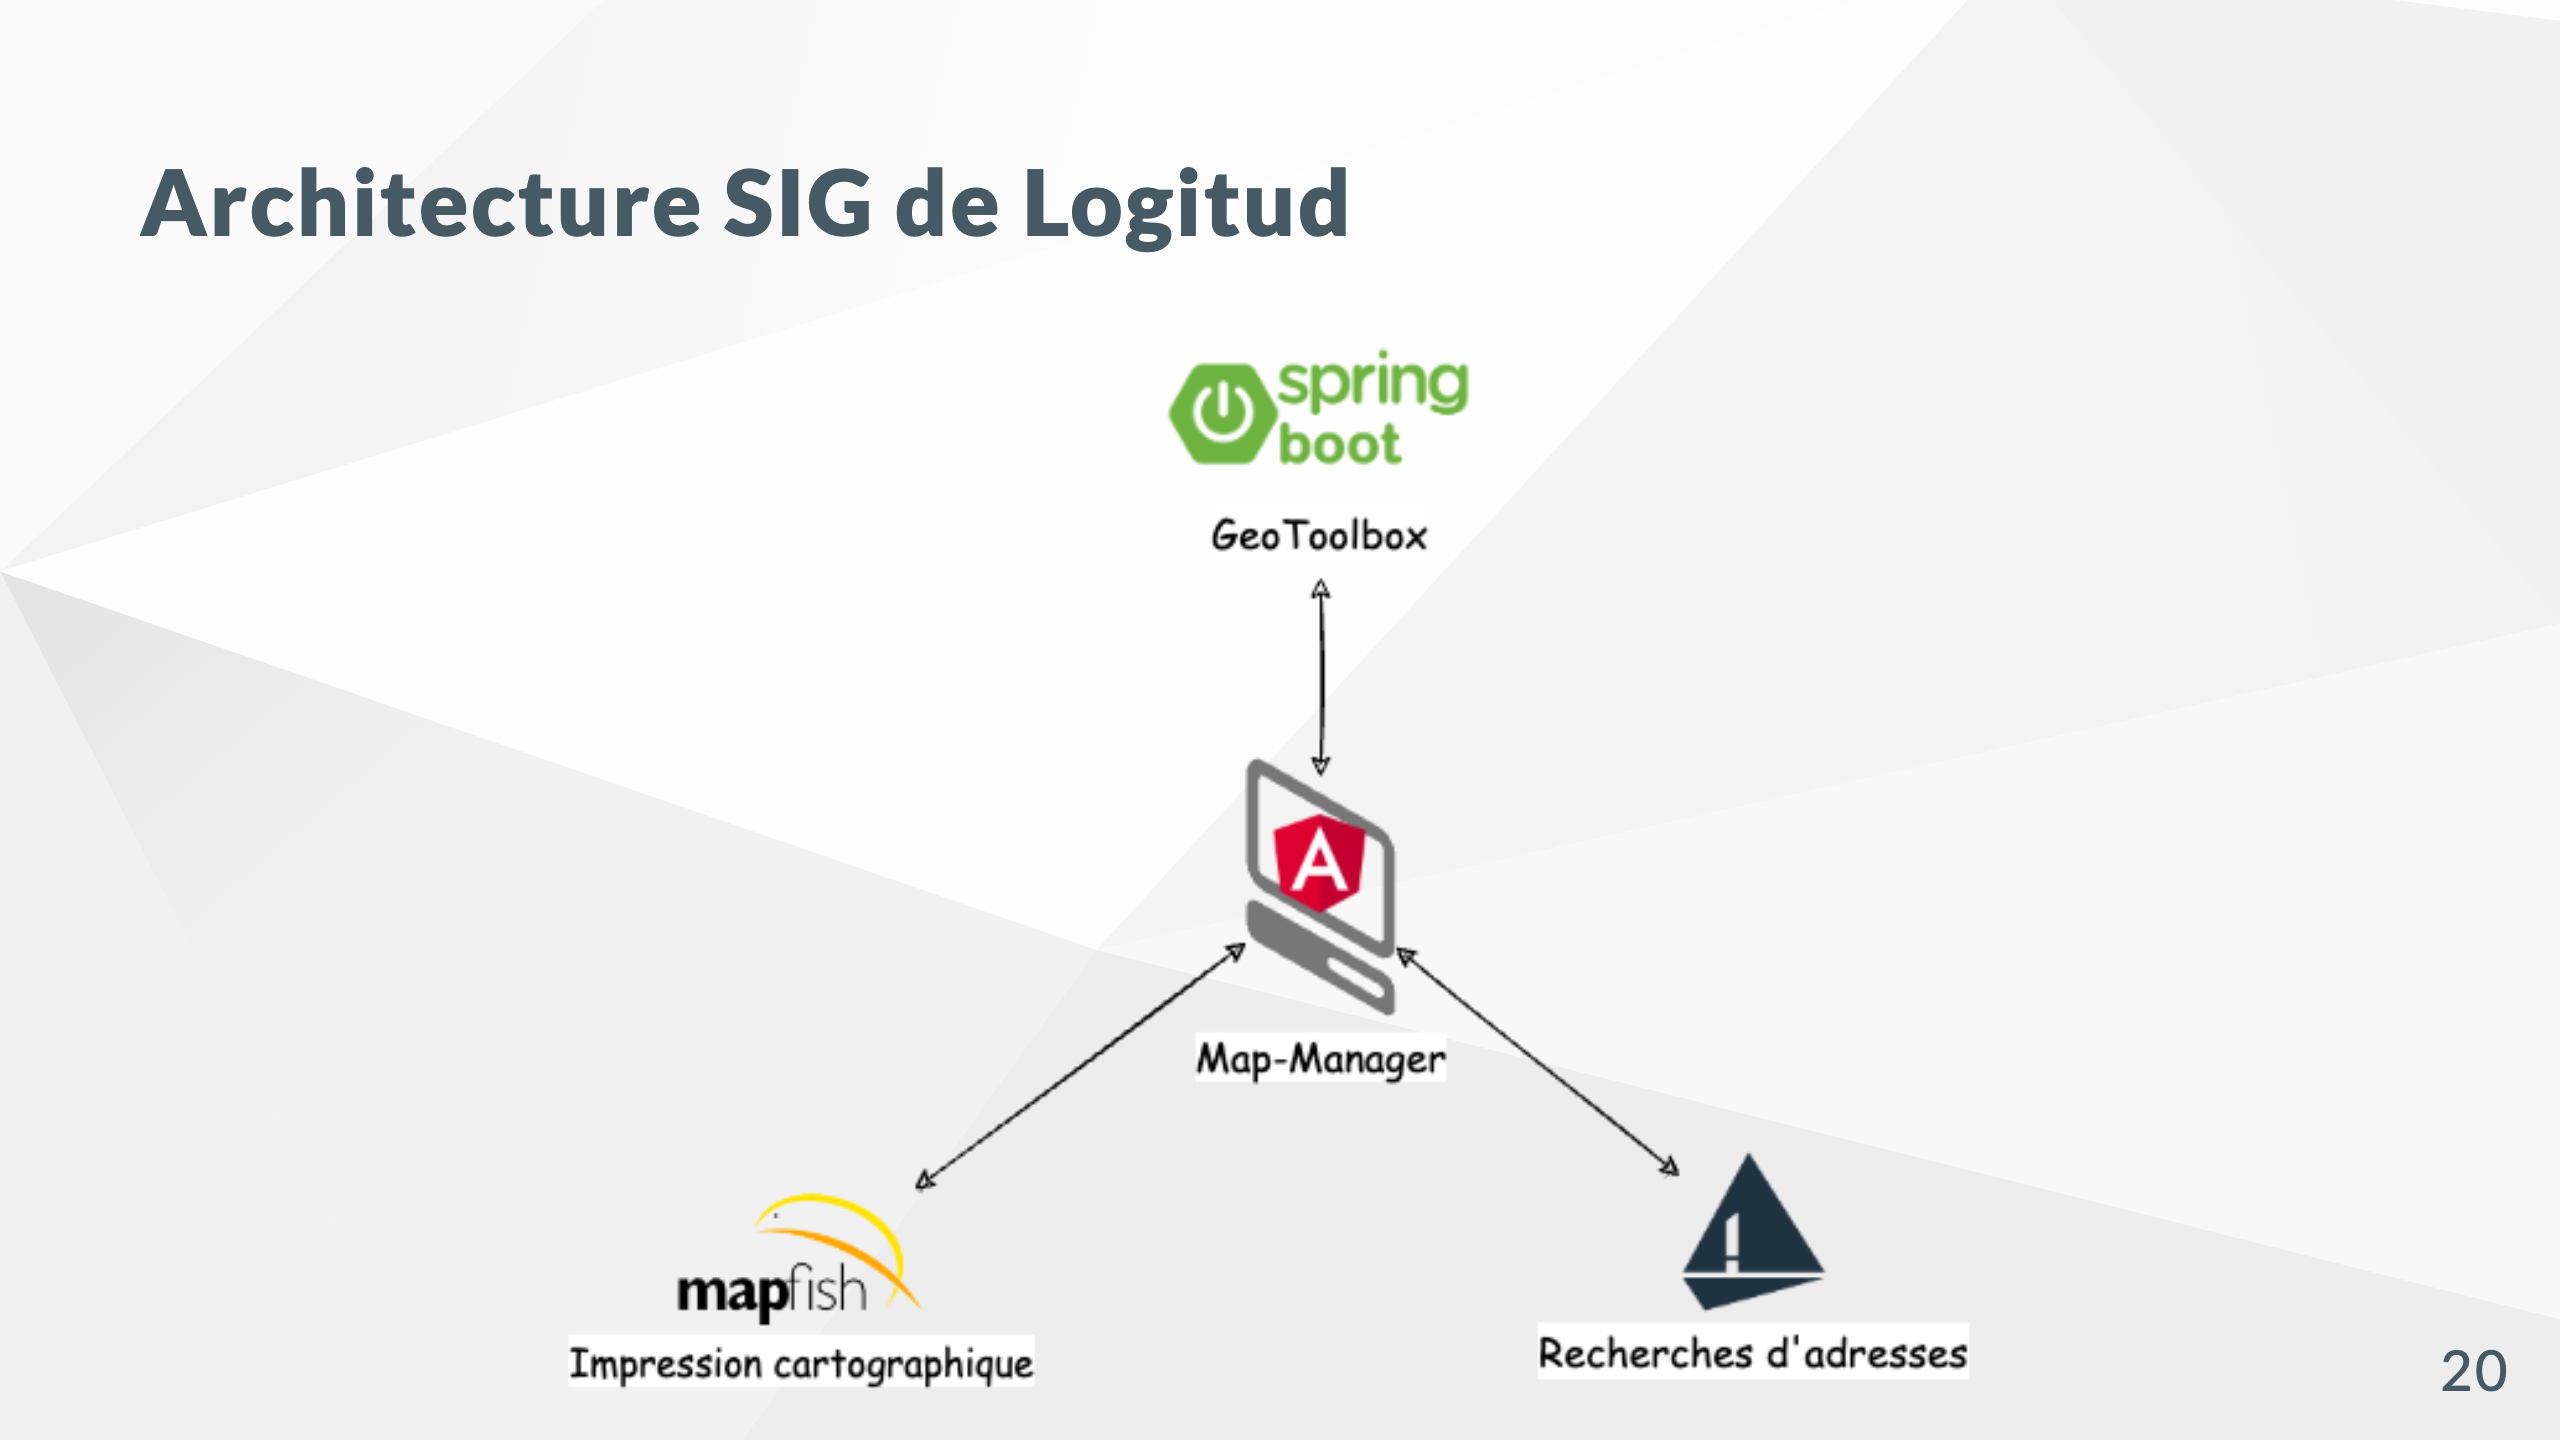 Architecture SIG de Logitud
spring
boot
GeoToolbox
A
Map-Manager
mapfish
Impression cartographique
Recherches d'adresses
20